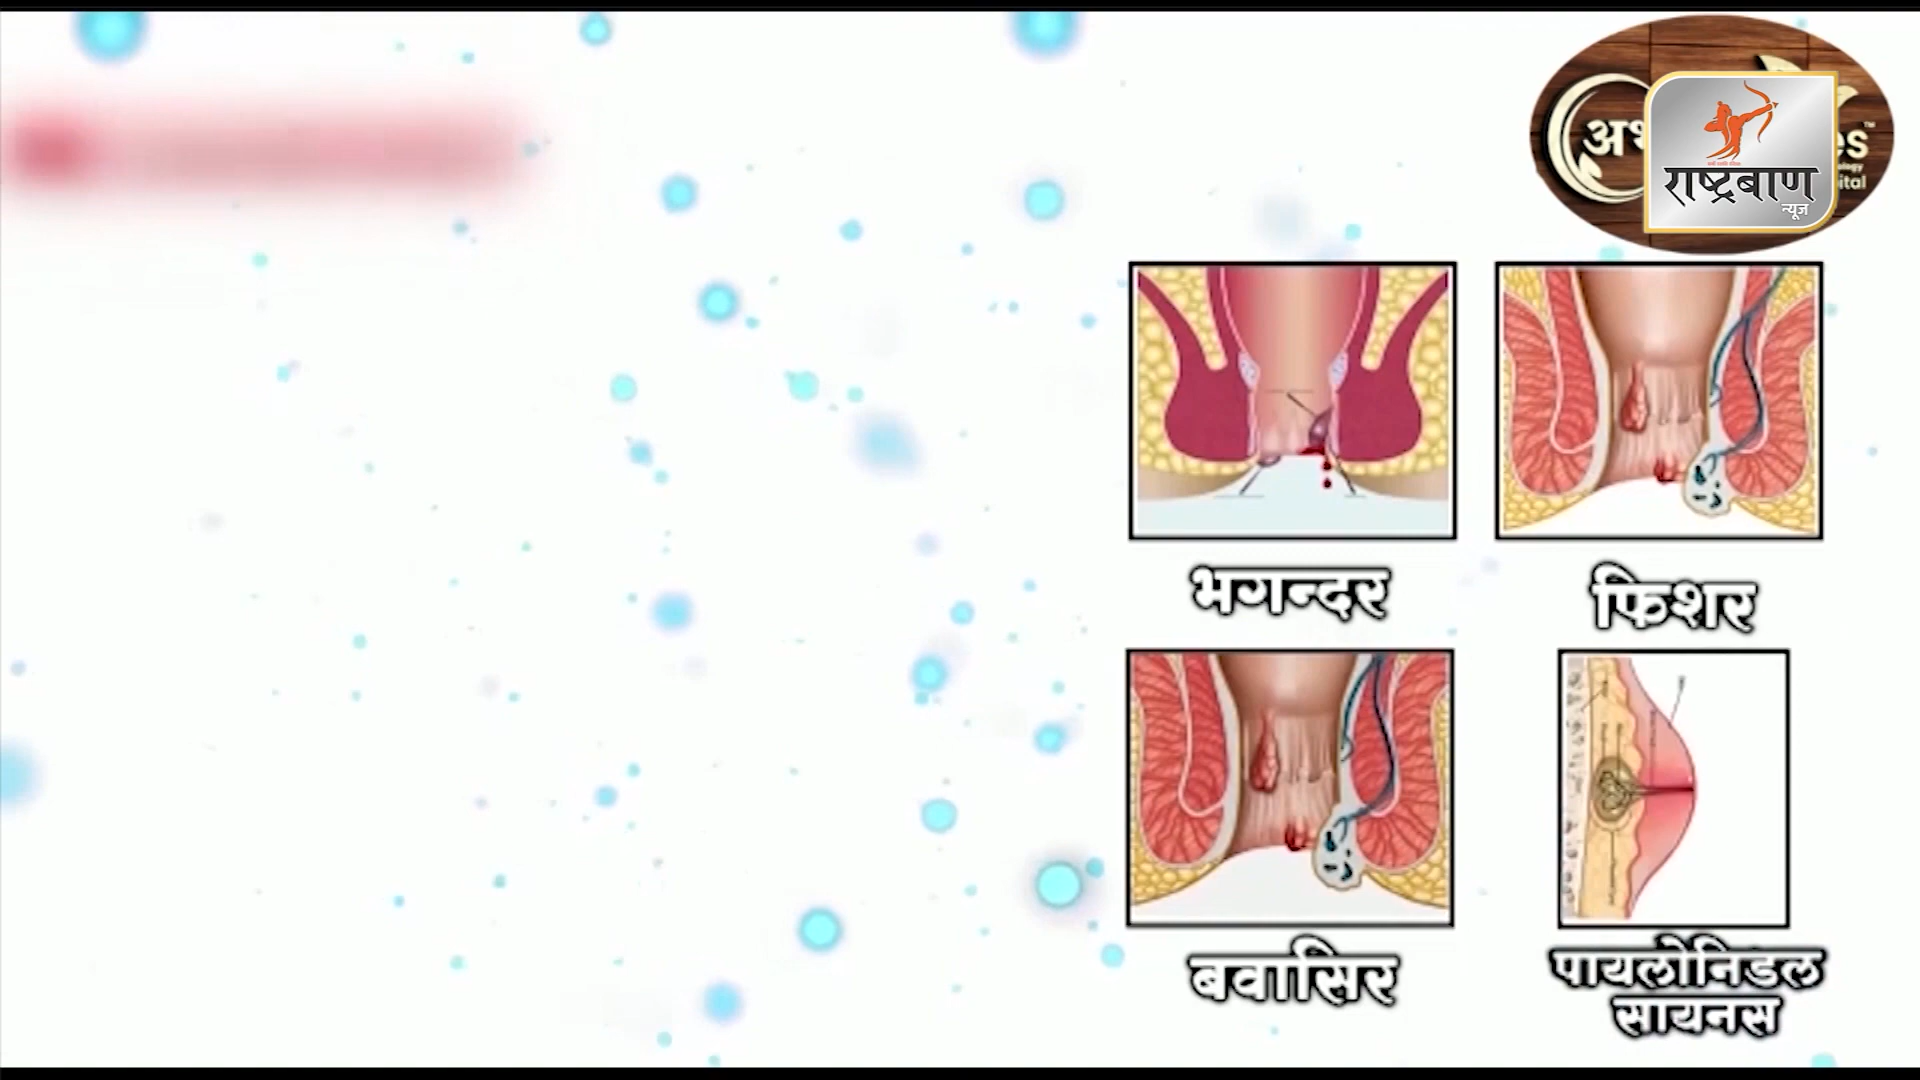 राष्ट्रबाण
न्यूज
भगन्दर
फिशर
बवासिर
पायलोनिडल
सायनस